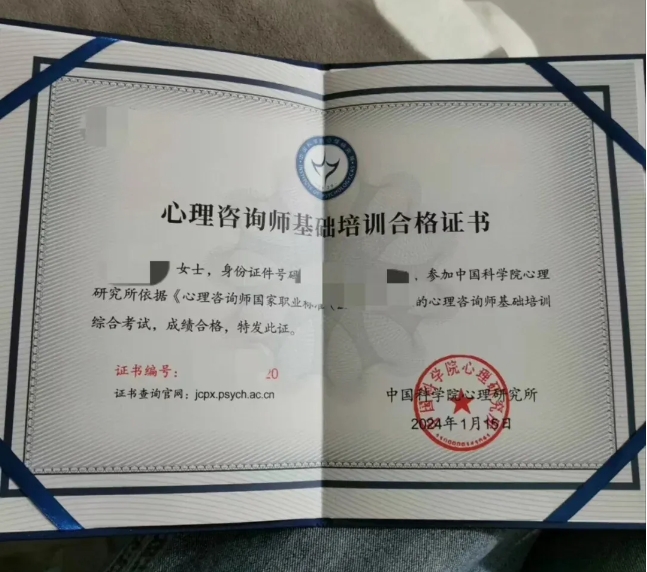 心理咨询师基础培训合格证书
女士，身份证件号码 ，参加中国科学院心理
研究所依据《心理咨询师国家职业标准 的心理咨询师基础培训
综合考试，成绩合格，特发此证。
证书编号： 20
证书查询官网：jcpx.psych.ac.cn
中国科学院心理研究所
2024年1月15日